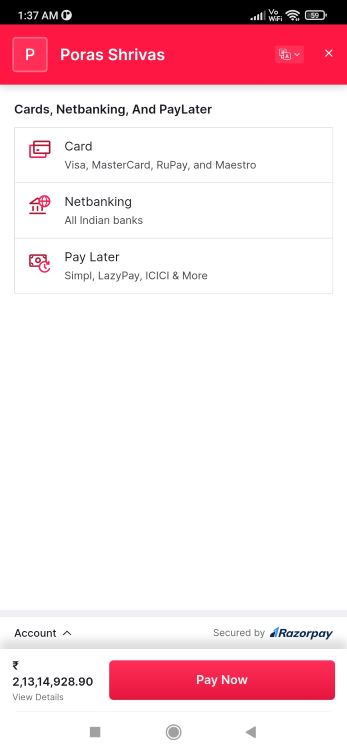 1:37 AM
Vo
WiFi
59
P
Poras Shrivas
Cards, Netbanking, And PayLater
Card
Visa, MasterCard, RuPay, and Maestro
Netbanking
All Indian banks
Pay Later
Simpl, LazyPay, ICICI & More
Account
Secured by Razorpay
₹
2,13,14,928.90
View Details
Pay Now